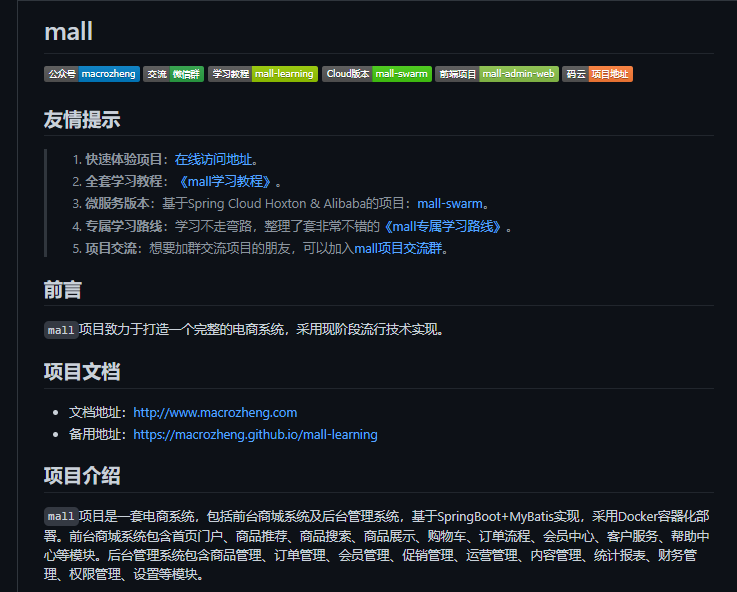 mall
公众号 macrozheng 交流 微信群 学习教程 mall-learning Cloud版本 mall-swarm 前端项目 mall-admin-web 码云 项目地址
友情提示
1. 快速体验项目：在线访问地址。
2. 全套学习教程：《mall学习教程》。
3. 微服务版本：基于Spring Cloud Hoxton & Alibaba的项目：mall-swarm。
4. 专属学习路线：学习不走弯路，整理了套非常不错的《mall专属学习路线》。
5. 项目交流：想要加群交流项目的朋友，可以加入mall项目交流群。
前言
mall项目致力于打造一个完整的电商系统，采用现阶段流行技术实现。
项目文档
• 文档地址：http://www.macrozheng.com
• 备用地址：https://macrozheng.github.io/mall-learning
项目介绍
mall项目是一套电商系统，包括前台商城系统及后台管理系统，基于SpringBoot+MyBatis实现，采用Docker容器化部
署。前台商城系统包含首页门户、商品推荐、商品搜索、商品展示、购物车、订单流程、会员中心、客户服务、帮助中
心等模块。后台管理系统包含商品管理、订单管理、会员管理、促销管理、运营管理、内容管理、统计报表、财务管
理、权限管理、设置等模块。